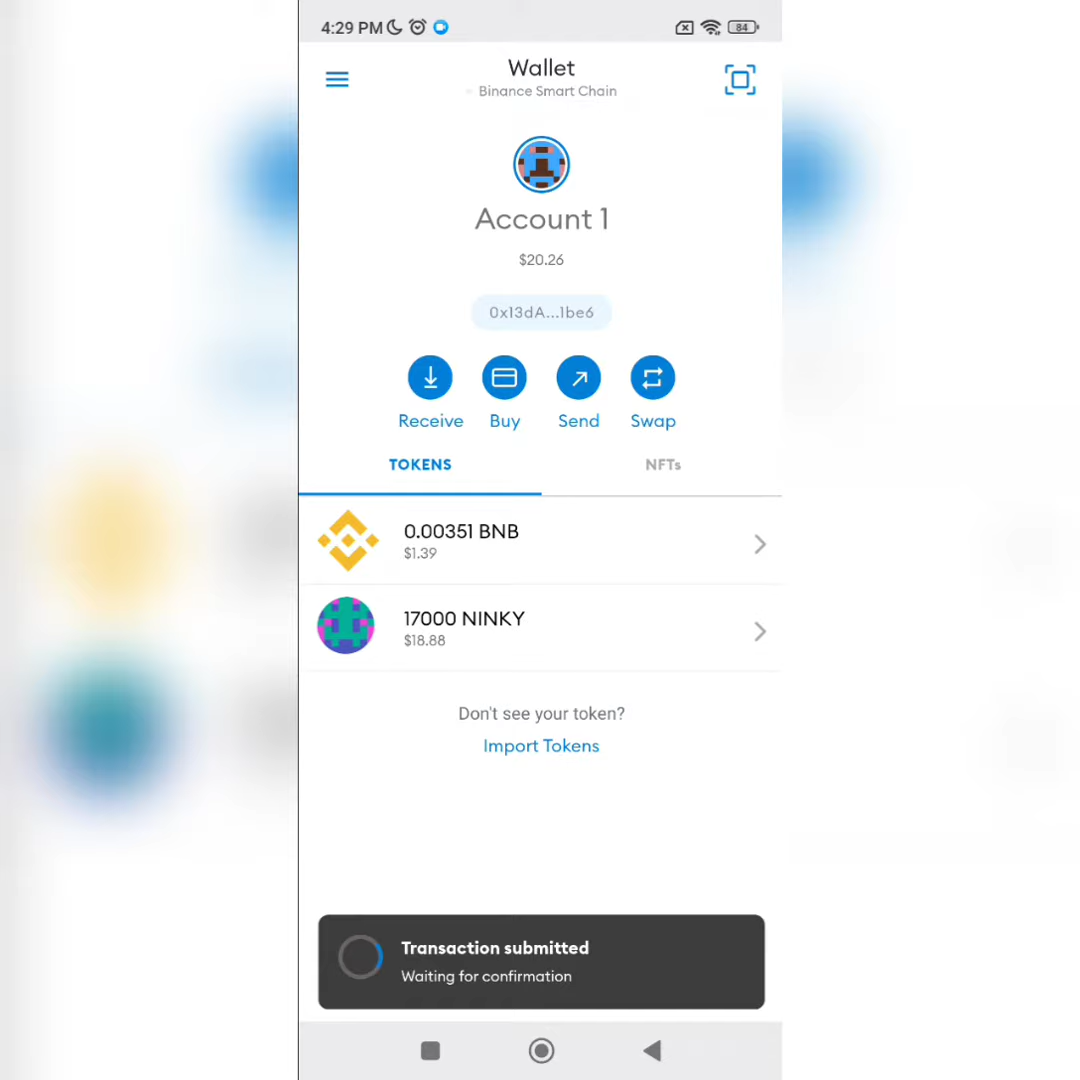 4:29 PM
84
Wallet
Binance Smart Chain
Account 1
$20.26
0x13dA...1be6
Receive
Buy
Send
Swap
TOKENS
NFTs
0.00351 BNB
$1.39
17000 NINKY
$18.88
Don't see your token?
Import Tokens
Transaction submitted
Waiting for confirmation